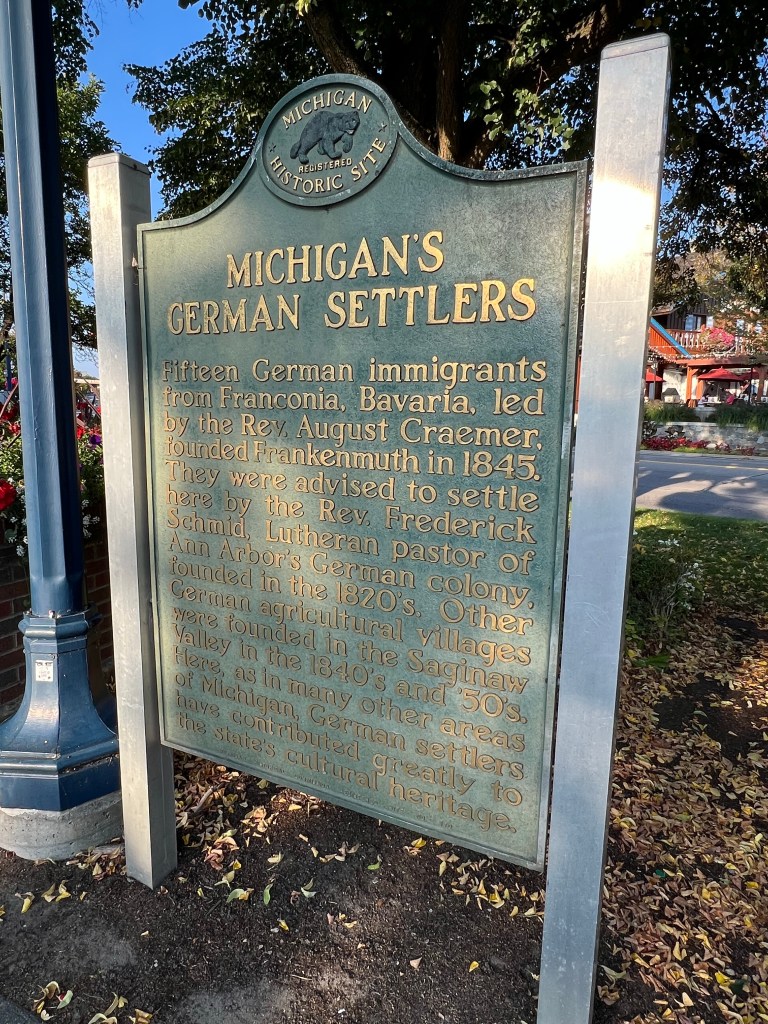 MICHIGAN
REGISTERED
HISTORIC SITE
MICHIGAN'S
GERMAN SETTLERS
Fifteen German immigrants
from Franconia, Bavaria, led
by the Rev. August Craemer,
founded Frankenmuth in 1845.
They were advised to settle
here by the Rev. Frederick
Schmid, Lutheran pastor of
Ann Arbor's German colony,
founded in the 1820's. Other
German agricultural villages
were founded in the Saginaw
Valley in the 1840's and '50's.
Here, as in many other areas
of Michigan, German settlers
have contributed greatly to
the state's cultural heritage.